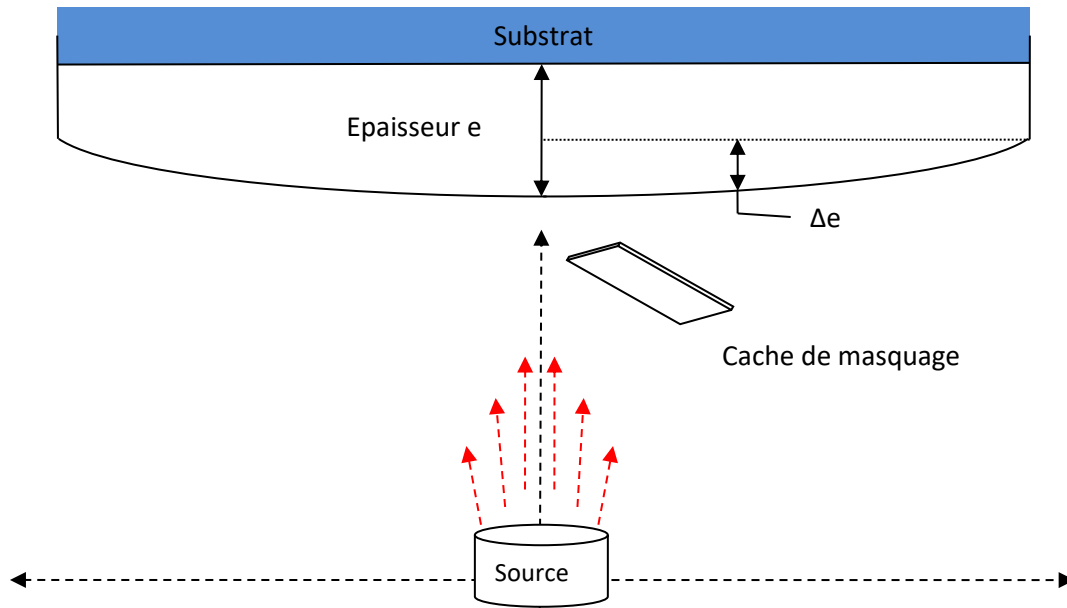 Substrat
Epaisseur e
Δe
Cache de masquage
Source